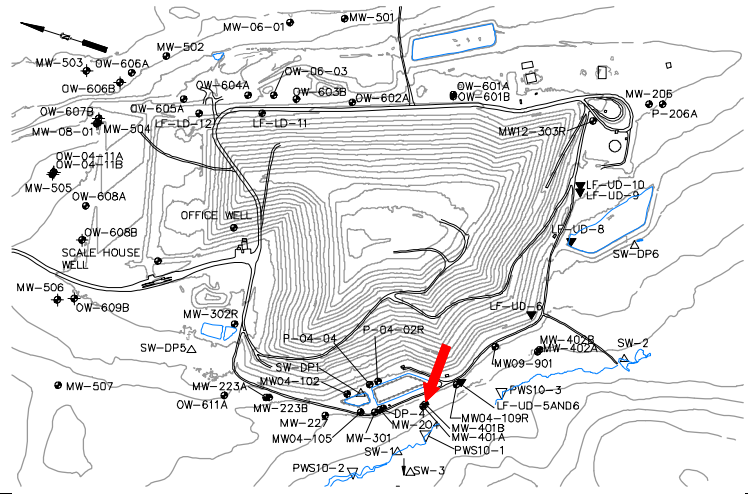 MW-501
MW-06-01
MW-502
MW-503
OW-606A
OW-606B
OW-604A
OW-06-03
OW-603B
OW-602A
OW-601A
OW-601B
MW-206
P-206A
OW-605A
LF-LD-12
LF-LD-11
OW-607B
MW-08-01
MW-504
MW12-303R
OW-04-11A
OW-04-11B
MW-505
OW-608A
LF-UD-10
LF-UD-9
OFFICE WELL
LF-UD-8
OW-608B
SW-DP6
SCALE HOUSE
WELL
MW-506
OW-609B
MW-302R
LF-UD-6
P-04-04
P-04-02R
MW-402B
MW-402A
SW-2
SW-DP5
SW-DP1
MW09-901
MW-507
MW-223A
MW04-102
PWS10-3
OW-611A
MW-223B
DP-4
LF-UD-5AND6
MW04-109R
MW-227
MW-204
MW-401B
MW-401A
MW04-105
MW-301
SW-1
PWS10-1
PWS10-2
SW-3